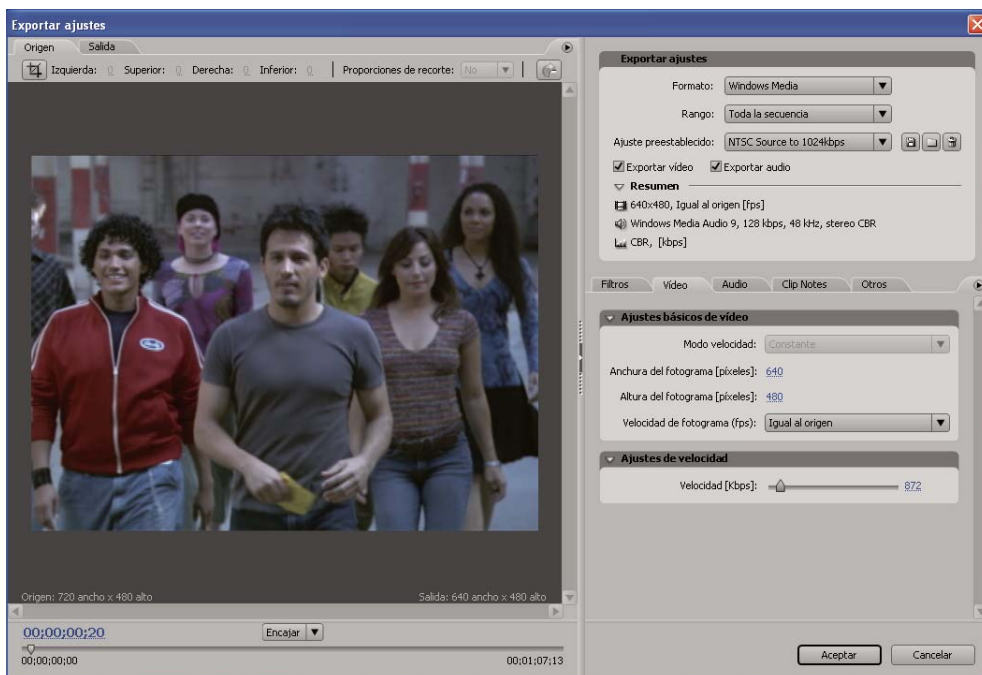 Exportar ajustes
Origen Salida
Izquierda: 0 Superior: 0 Derecha: 0 Inferior: 0 Proporciones de recorte: No
Origen: 720 ancho x 480 alto Salida: 640 ancho x 480 alto
00;00;00;20 Encajar
00;00;00;00 00;01;07;13
Exportar ajustes
Formato: Windows Media
Rango: Toda la secuencia
Ajuste preestablecido: NTSC Source to 1024kbps
Exportar vídeo Exportar audio
Resumen
640x480, Igual al origen [fps]
Windows Media Audio 9, 128 kbps, 48 kHz, stereo CBR
CBR, [kbps]
Filtros Vídeo Audio Clip Notes Otros
Ajustes básicos de vídeo
Modo velocidad: Constante
Anchura del fotograma [píxeles]: 640
Altura del fotograma [píxeles]: 480
Velocidad de fotograma (fps): Igual al origen
Ajustes de velocidad
Velocidad [Kbps]: 872
Aceptar Cancelar